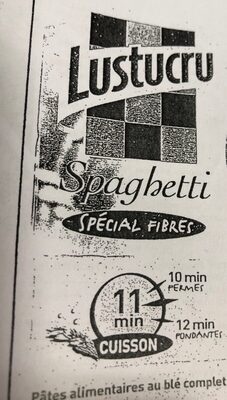 Lustucru
Spaghetti
SPÉCIAL FIBRES
10 min
FERMES
11
min
12 min
FONDANTES
CUISSON
Pâtes alimentaires au blé complet